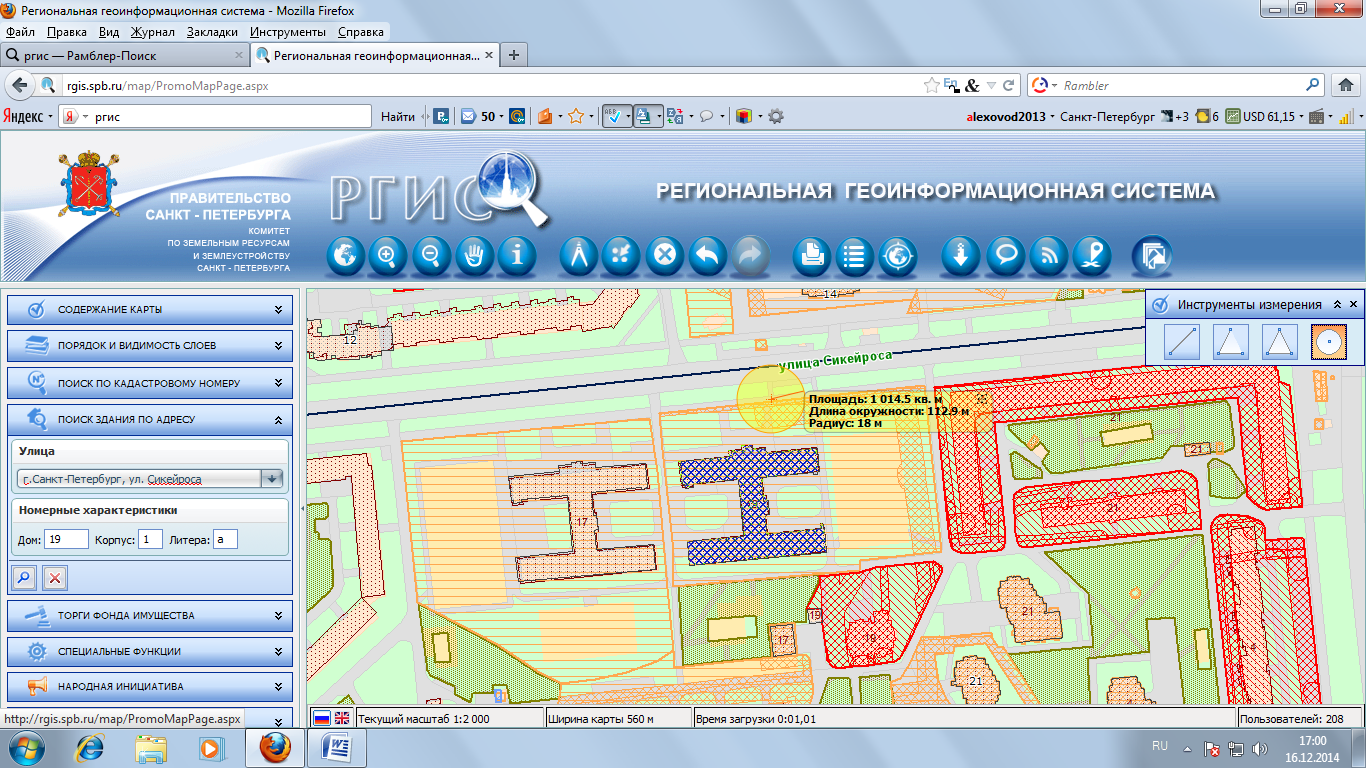 Региональная геоинформационная система - Mozilla Firefox
Файл Правка Вид Журнал Закладки Инструменты Справка
ргис — Рамблер-Поиск
Региональная геоинформационная...
rgis.spb.ru/map/PromoMapPage.aspx
Rambler
Яндекс
ргис
Найти
50
alexovod2013
Санкт-Петербург
+3
6
USD 61,15
ПРАВИТЕЛЬСТВО
САНКТ - ПЕТЕРБУРГА
КОМИТЕТ
ПО ЗЕМЕЛЬНЫМ РЕСУРСАМ
И ЗЕМЛЕУСТРОЙСТВУ
САНКТ - ПЕТЕРБУРГА
РГИС
РЕГИОНАЛЬНАЯ ГЕОИНФОРМАЦИОННАЯ СИСТЕМА
СОДЕРЖАНИЕ КАРТЫ
ПОРЯДОК И ВИДИМОСТЬ СЛОЕВ
ПОИСК ПО КАДАСТРОВОМУ НОМЕРУ
ПОИСК ЗДАНИЯ ПО АДРЕСУ
Улица
г.Санкт-Петербург, ул. Сикейроса
Номерные характеристики
Дом: 19 Корпус: 1 Литера: а
ТОРГИ ФОНДА ИМУЩЕСТВА
СПЕЦИАЛЬНЫЕ ФУНКЦИИ
НАРОДНАЯ ИНИЦИАТИВА
http://rgis.spb.ru/map/PromoMapPage.aspx
Инструменты измерения
14
12
улица Сикейроса
Площадь: 1 014.5 кв. м
Длина окружности: 112.9 м
Радиус: 18 м
21
21
17
21
19
17
19
21
21
Текущий масштаб 1:2 000
Ширина карты 560 м
Время загрузки 0:01,01
Пользователей: 208
RU
17:00
16.12.2014